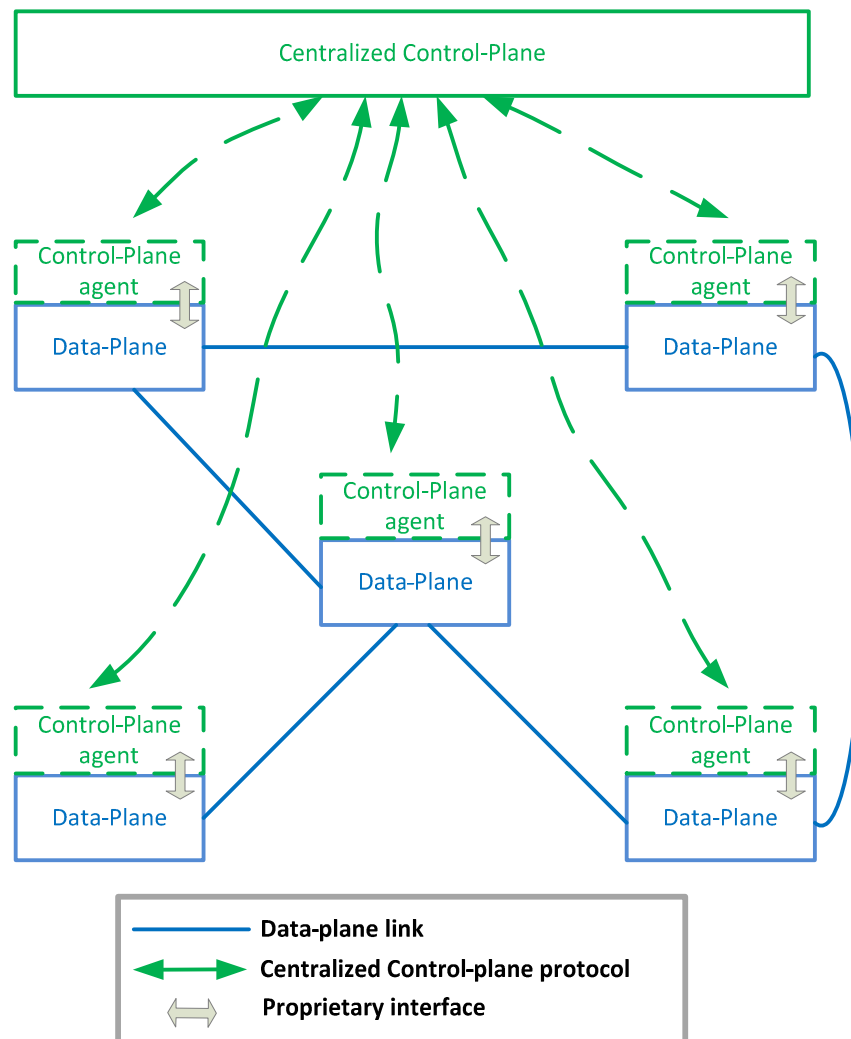 Centralized Control-Plane
Control-Plane
agent
Data-Plane
Control-Plane
agent
Data-Plane
Control-Plane
agent
Data-Plane
Control-Plane
agent
Data-Plane
Control-Plane
agent
Data-Plane
Data-plane link
Centralized Control-plane protocol
Proprietary interface